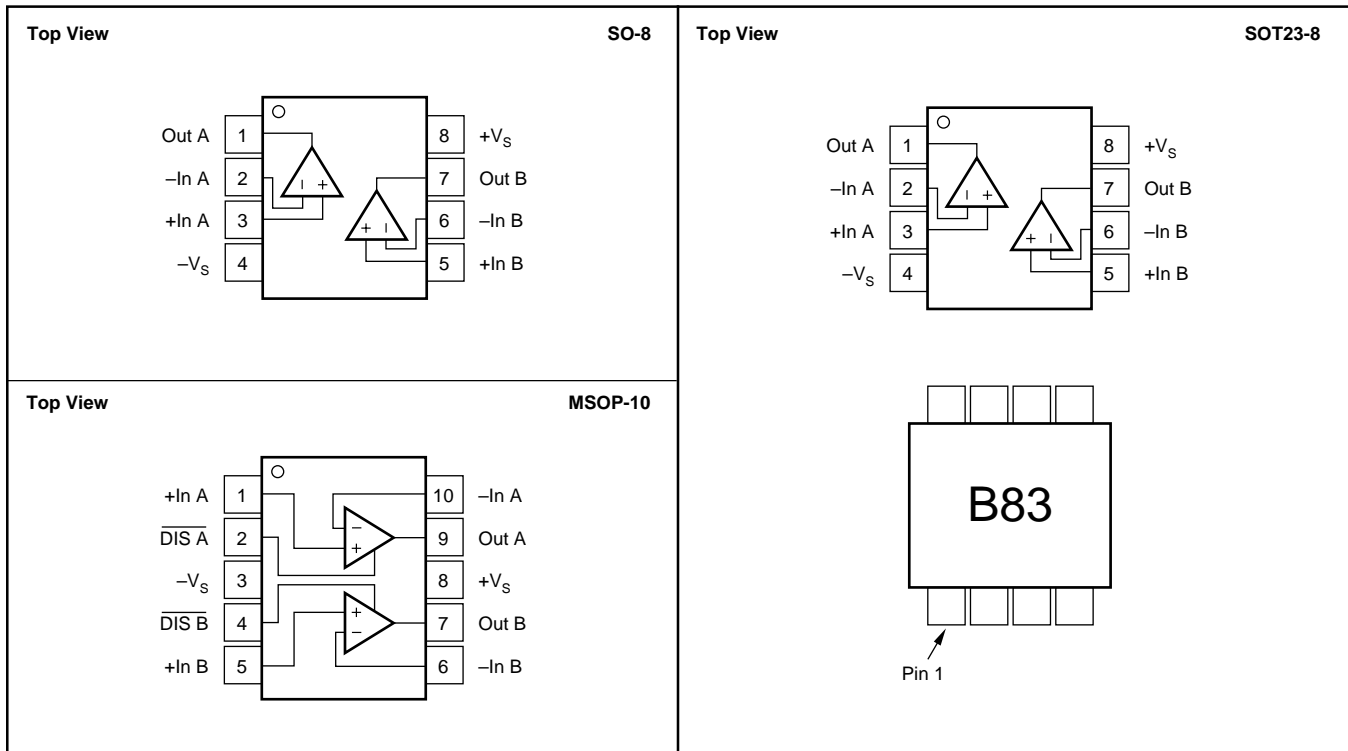 Top View SO-8
Out A 1 8 +VS
–In A 2 7 Out B
+In A 3 6 –In B
–VS 4 5 +In B
– + + –
Top View MSOP-10
+In A 1 10 –In A
DIS A 2 9 Out A
–VS 3 8 +VS
DIS B 4 7 Out B
+In B 5 6 –In B
–
+
+
–
Top View SOT23-8
Out A 1 8 +VS
–In A 2 7 Out B
+In A 3 6 –In B
–VS 4 5 +In B
– + + –
B83
Pin 1